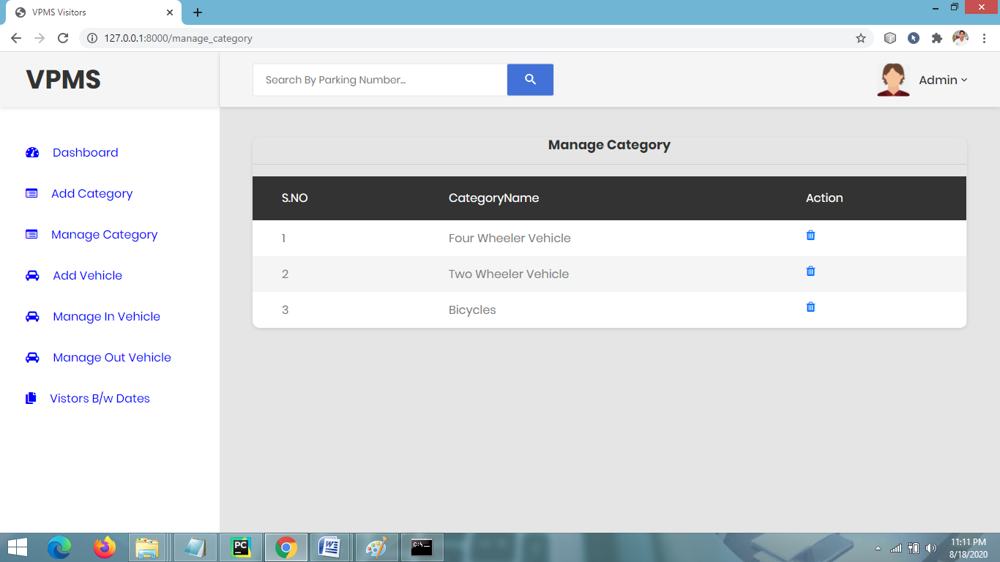 VPMS Visitors
127.0.0.1:8000/manage_category
VPMS
Search By Parking Number...
Admin
Dashboard
Add Category
Manage Category
Add Vehicle
Manage In Vehicle
Manage Out Vehicle
Vistors B/w Dates
Manage Category
S.NO CategoryName Action
1 Four Wheeler Vehicle
2 Two Wheeler Vehicle
3 Bicycles
PC
W
C:\_
11:11 PM
8/18/2020